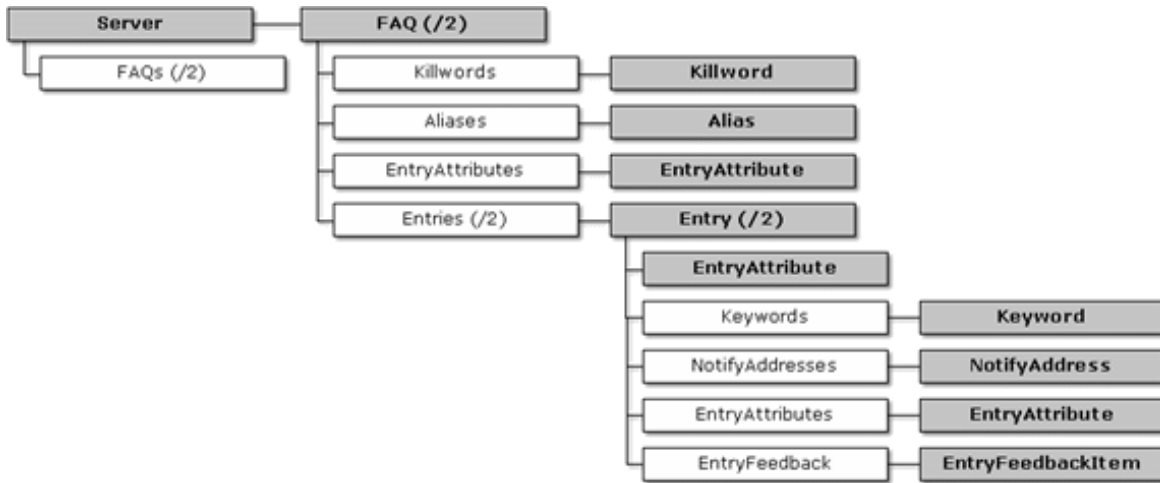 Server FAQ (/2)
FAQs (/2) Killwords Killword
Aliases Alias
EntryAttributes EntryAttribute
Entries (/2) Entry (/2)
EntryAttribute
Keywords Keyword
NotifyAddresses NotifyAddress
EntryAttributes EntryAttribute
EntryFeedback EntryFeedbackItem